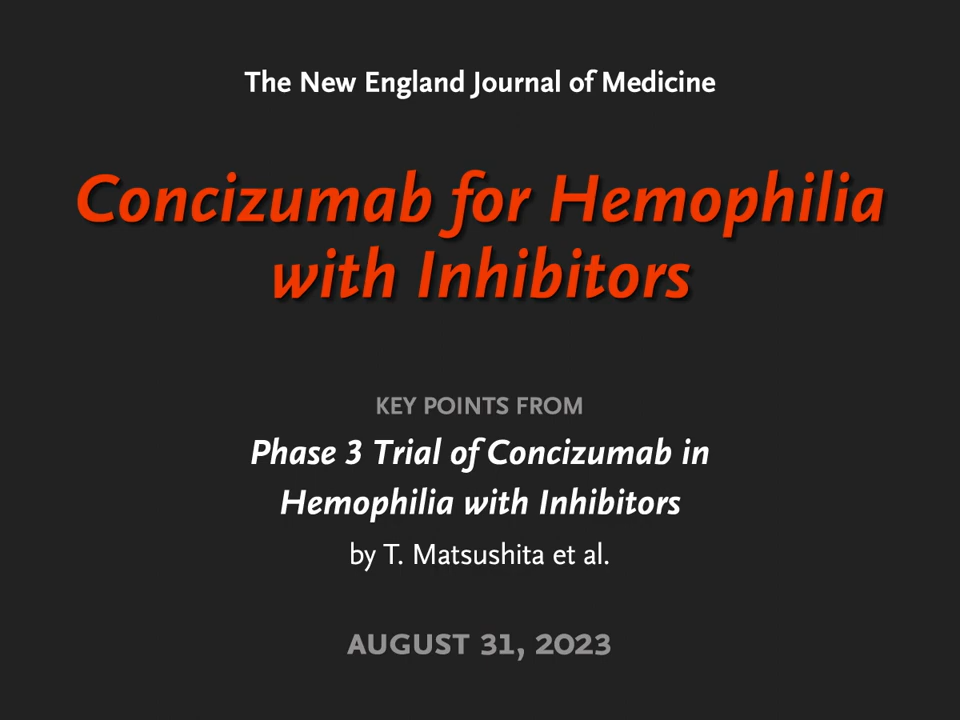 The New England Journal of Medicine
Concizumab for Hemophilia
with Inhibitors
KEY POINTS FROM
Phase 3 Trial of Concizumab in
Hemophilia with Inhibitors
by T. Matsushita et al.
AUGUST 31, 2023